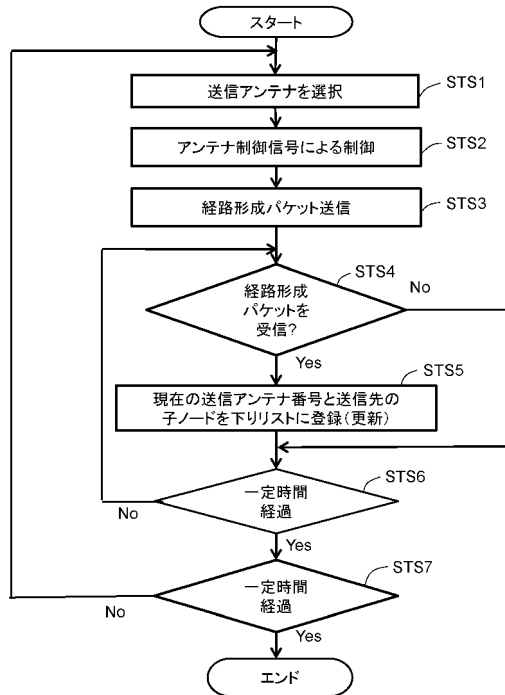 スタート
送信アンテナを選択
STS1
アンテナ制御信号による制御
STS2
経路形成パケット送信
STS3
STS4
経路形成
パケットを
受信?
No
Yes
STS5
現在の送信アンテナ番号と送信先の
子ノードを下りリストに登録(更新)
STS6
一定時間
経過
No
Yes
STS7
一定時間
経過
No
Yes
エンド